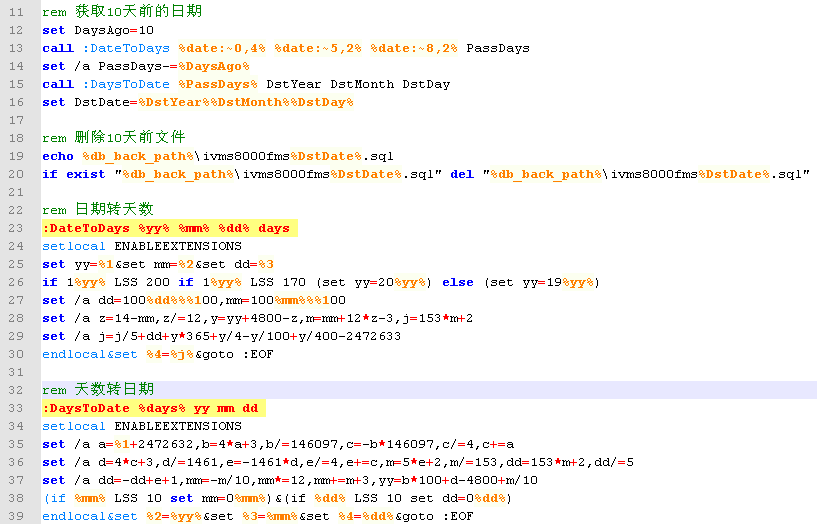 11 rem 获取10天前的日期
12 set DaysAgo=10
13 call :DateToDays %date:~0,4% %date:~5,2% %date:~8,2% PassDays
14 set /a PassDays-=%DaysAgo%
15 call :DaysToDate %PassDays% DstYear DstMonth DstDay
16 set DstDate=%DstYear%%DstMonth%%DstDay%
17
18 rem 删除10天前文件
19 echo %db_back_path%\ivms8000fms%DstDate%.sql
20 if exist "%db_back_path%\ivms8000fms%DstDate%.sql" del "%db_back_path%\ivms8000fms%DstDate%.sql"
21
22 rem 日期转天数
23 :DateToDays %yy% %mm% %dd% days
24 setlocal ENABLEEXTENSIONS
25 set yy=%1&set mm=%2&set dd=%3
26 if 1%yy% LSS 200 if 1%yy% LSS 170 (set yy=20%yy%) else (set yy=19%yy%)
27 set /a dd=100%dd%%%100,mm=100%mm%%%100
28 set /a z=14-mm,z/=12,y=yy+4800-z,m=mm+12*z-3,j=153*m+2
29 set /a j=j/5+dd+y*365+y/4-y/100+y/400-2472633
30 endlocal&set %4=%j%&goto :EOF
31
32 rem 天数转日期
33 :DaysToDate %days% yy mm dd
34 setlocal ENABLEEXTENSIONS
35 set /a a=%1+2472632,b=4*a+3,b/=146097,c=-b*146097,c/=4,c+=a
36 set /a d=4*c+3,d/=1461,e=-1461*d,e/=4,e+=c,m=5*e+2,m/=153,dd=153*m+2,dd/=5
37 set /a dd=-dd+e+1,mm=-m/10,mm*=12,mm+=m+3,yy=b*100+d-4800+m/10
38 (if %mm% LSS 10 set mm=0%mm%)&(if %dd% LSS 10 set dd=0%dd%)
39 endlocal&set %2=%yy%&set %3=%mm%&set %4=%dd%&goto :EOF